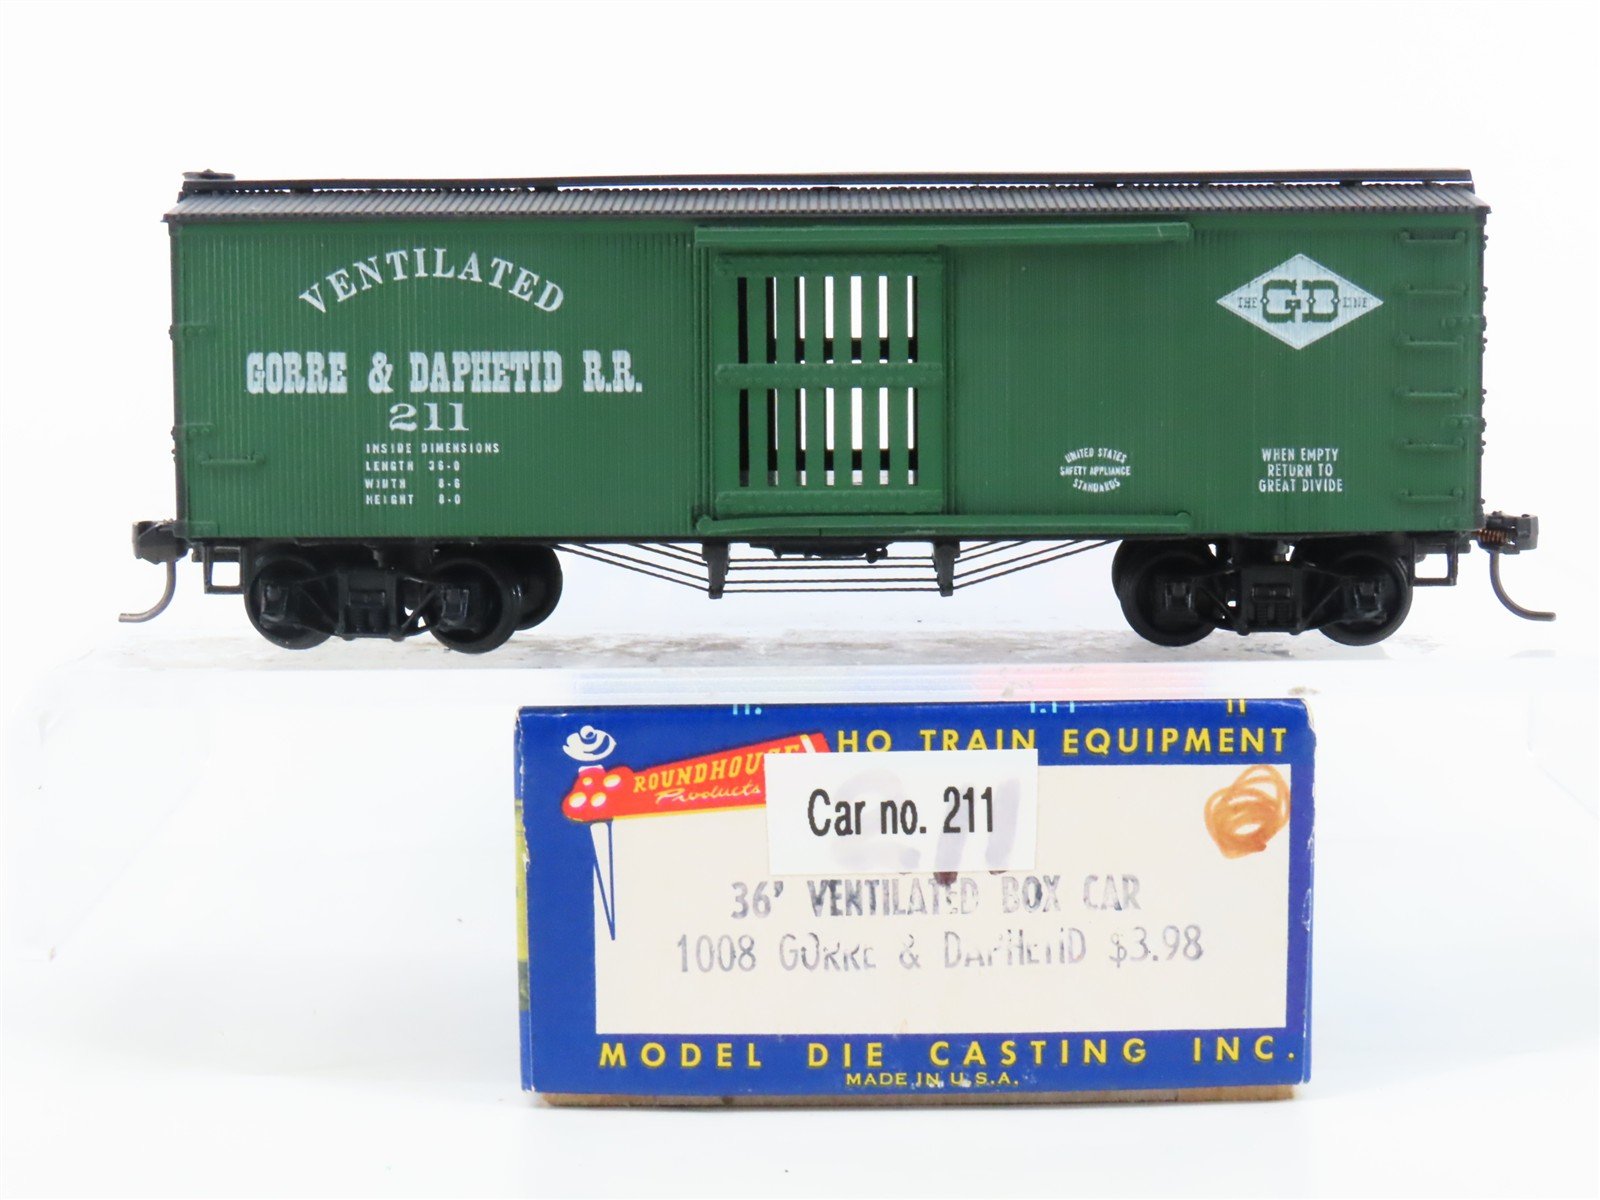 VENTILATED
GORRE & DAPHETID R.R.
211
INSIDE DIMENSIONS
LENGTH 36-0
WIDTH 8-6
HEIGHT 8-0
THE GD LINE
UNITED STATES
SAFETY APPLIANCE
STANDARDS
WHEN EMPTY
RETURN TO
GREAT DIVIDE
HO TRAIN EQUIPMENT
ROUNDHOUSE
Products
Car no. 211
36' VENTILATED BOX CAR
1008 GORRE & DAPHETID $3.98
MODEL DIE CASTING INC.
MADE IN U.S.A.